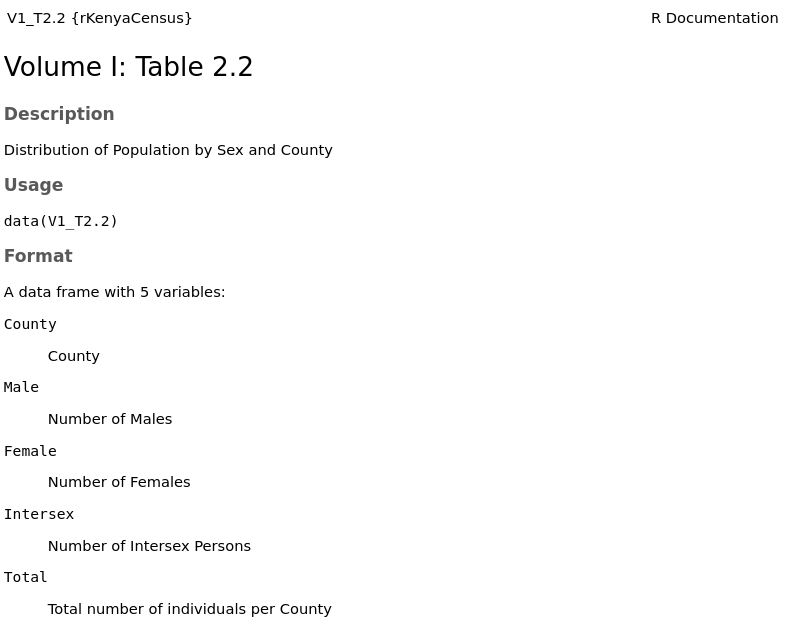 V1_T2.2 {rKenyaCensus} R Documentation
Volume I: Table 2.2
Description
Distribution of Population by Sex and County
Usage
data(V1_T2.2)
Format
A data frame with 5 variables:
County
County
Male
Number of Males
Female
Number of Females
Intersex
Number of Intersex Persons
Total
Total number of individuals per County